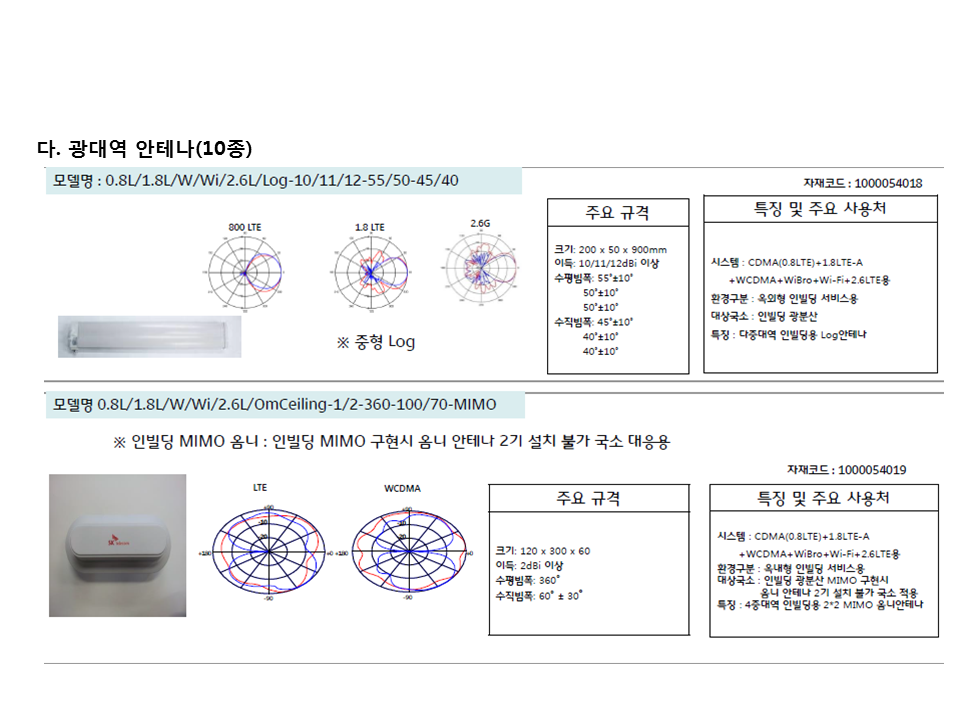 다. 광대역 안테나(10종)
모델명 : 0.8L/1.8L/W/Wi/2.6L/Log-10/11/12-55/50-45/40
자재코드 : 1000054018
800 LTE
1.8 LTE
2.6G
※ 중형 Log
주요 규격
크기: 200 x 50 x 900mm
이득: 10/11/12dBi 이상
수평빔폭: 55°±10°
50°±10°
50°±10°
수직빔폭: 45°±10°
40°±10°
40°±10°
특징 및 주요 사용처
시스템 : CDMA(0.8LTE)+1.8LTE-A
+WCDMA+WiBro+Wi-Fi+2.6LTE용
환경구분 : 옥외형 인빌딩 서비스용
대상국소 : 인빌딩 광분산
특징 : 다중대역 인빌딩용 Log안테나
모델명 0.8L/1.8L/W/Wi/2.6L/OmCeiling-1/2-360-100/70-MIMO
※ 인빌딩 MIMO 옴니 : 인빌딩 MIMO 구현시 옴니 안테나 2기 설치 불가 국소 대응용
자재코드 : 1000054019
SK telecom
LTE
+90
-10
-20
+180
+0
-90
WCDMA
+90
-10
-20
+180
+0
-90
주요 규격
크기: 120 x 300 x 60
이득: 2dBi 이상
수평빔폭: 360°
수직빔폭: 60° ± 30°
특징 및 주요 사용처
시스템 : CDMA(0.8LTE)+1.8LTE-A
+WCDMA+WiBro+Wi-Fi+2.6LTE용
환경구분 : 옥내형 인빌딩 서비스용
대상국소 : 인빌딩 광분산 MIMO 구현시
옴니 안테나 2기 설치 불가 국소 적용
특징 : 4중대역 인빌딩용 2*2 MIMO 옴니안테나